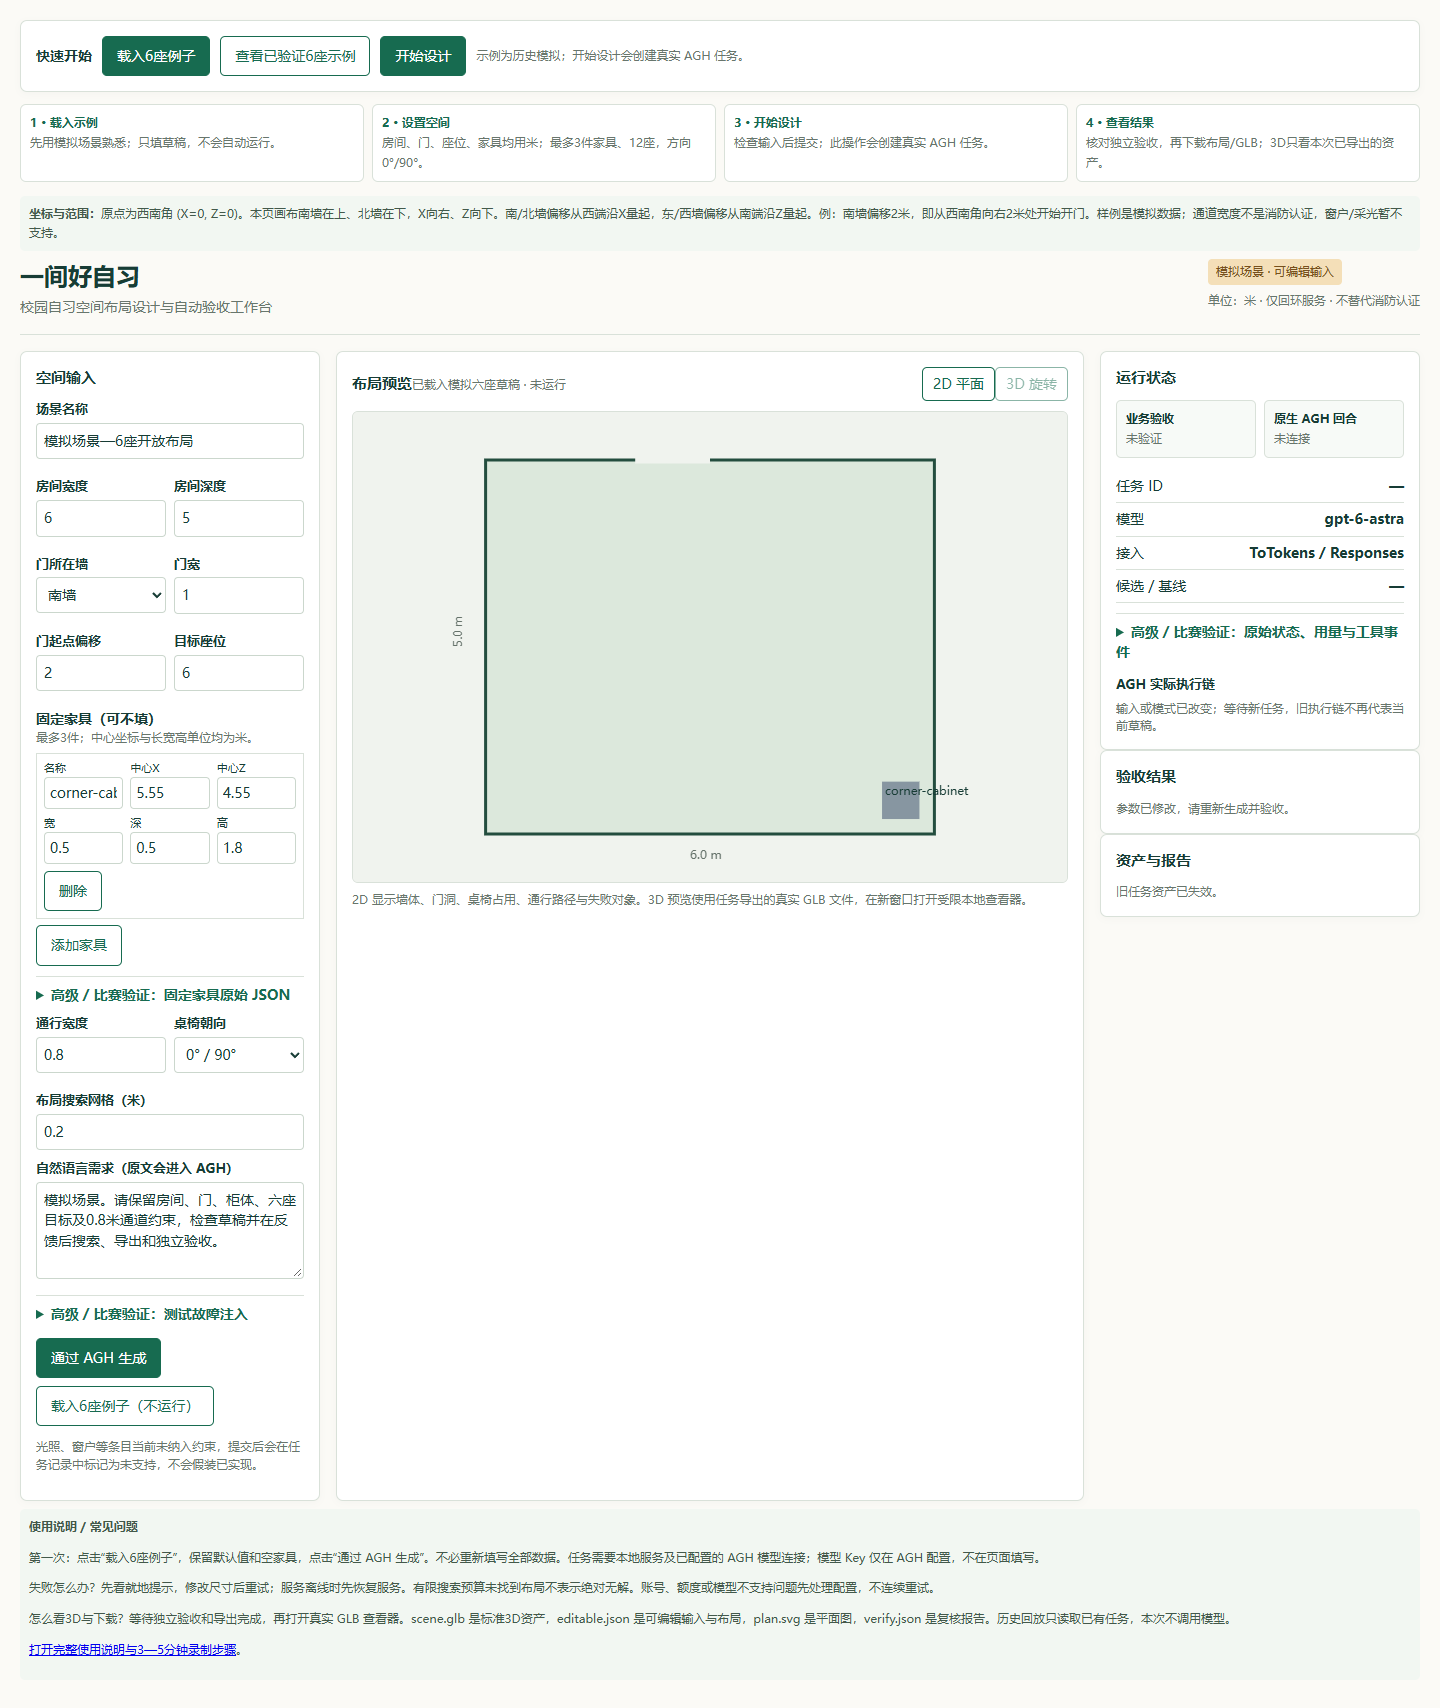 快速开始
载入6座例子
查看已验证6座示例
开始设计
示例为历史模拟；开始设计会创建真实 AGH 任务。
1 · 载入示例
先用模拟场景熟悉；只填草稿，不会自动运行。
2 · 设置空间
房间、门、座位、家具均用米；最多3件家具、12座，方向
0°/90°。
3 · 开始设计
检查输入后提交；此操作会创建真实 AGH 任务。
4 · 查看结果
核对独立验收，再下载布局/GLB；3D只看本次已导出的资
产。
坐标与范围：原点为西南角 (X=0, Z=0)。本页画布南墙在上、北墙在下，X向右、Z向下。南/北墙偏移从西端沿X量起，东/西墙偏移从南端沿Z量起。例：南墙偏移2米，即从西南角向右2米处开始开门。样例是模拟数据；通道宽度不是消防认证，窗户/采光暂不
支持。
一间好自习
校园自习空间布局设计与自动验收工作台
模拟场景 · 可编辑输入
单位：米 · 仅回环服务 · 不替代消防认证
空间输入
场景名称
模拟场景—6座开放布局
房间宽度
房间深度
6
5
门所在墙
门宽
南墙
1
门起点偏移
目标座位
2
6
固定家具（可不填）
最多3件；中心坐标与长宽高单位均为米。
名称
中心X
中心Z
corner-cab
5.55
4.55
宽
深
高
0.5
0.5
1.8
删除
添加家具
▶ 高级 / 比赛验证：固定家具原始 JSON
通行宽度
桌椅朝向
0.8
0° / 90°
布局搜索网格（米）
0.2
自然语言需求（原文会进入 AGH）
模拟场景。请保留房间、门、柜体、六座
目标及0.8米通道约束，检查草稿并在反
馈后搜索、导出和独立验收。
▶ 高级 / 比赛验证：测试故障注入
通过 AGH 生成
载入6座例子（不运行）
光照、窗户等条目当前未纳入约束，提交后会在任
务记录中标记为未支持，不会假装已实现。
布局预览已载入模拟六座草稿 · 未运行
2D 平面
3D 旋转
5.0 m
corner-cabinet
6.0 m
2D 显示墙体、门洞、桌椅占用、通行路径与失败对象。3D 预览使用任务导出的真实 GLB 文件，在新窗口打开受限本地查看器。
运行状态
业务验收
未验证
原生 AGH 回合
未连接
任务 ID
—
模型
gpt-6-astra
接入
ToTokens / Responses
候选 / 基线
—
▶ 高级 / 比赛验证：原始状态、用量与工具事
件
AGH 实际执行链
输入或模式已改变；等待新任务，旧执行链不再代表当
前草稿。
验收结果
参数已修改，请重新生成并验收。
资产与报告
旧任务资产已失效。
使用说明 / 常见问题
第一次：点击“载入6座例子”，保留默认值和空家具，点击“通过 AGH 生成”。不必重新填写全部数据。任务需要本地服务及已配置的 AGH 模型连接；模型 Key 仅在 AGH 配置，不在页面填写。
失败怎么办？先看就地提示，修改尺寸后重试；服务离线时先恢复服务。有限搜索预算未找到布局不表示绝对无解。账号、额度或模型不支持问题先处理配置，不连续重试。
怎么看3D与下载？等待独立验收和导出完成，再打开真实 GLB 查看器。scene.glb 是标准3D资产，editable.json 是可编辑输入与布局，plan.svg 是平面图，verify.json 是复核报告。历史回放只读取已有任务，本次不调用模型。
打开完整使用说明与3—5分钟录制步骤。